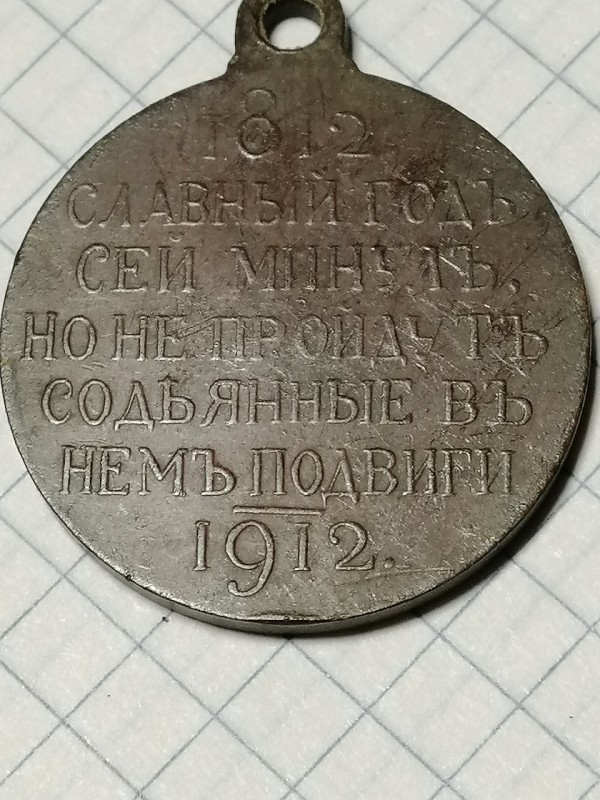 1812
СЛАВНЫЙ ГОДЪ
СЕЙ МИНУЛЪ,
НО НЕ ПРОЙДУТЪ
СОДѢЯННЫЕ ВЪ
НЕМЪ ПОДВИГИ
1912.